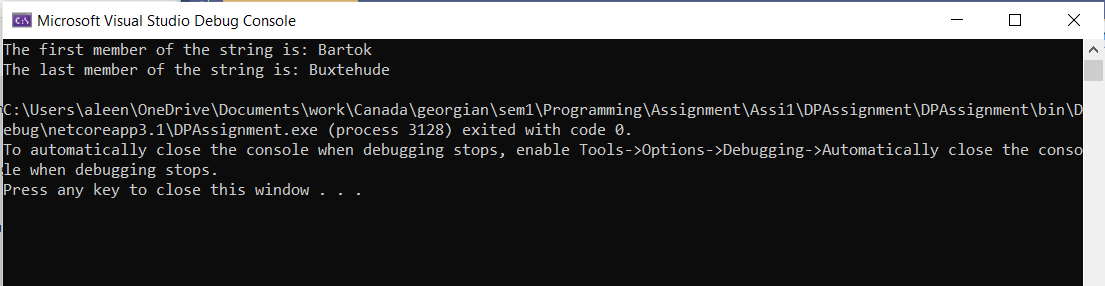 Microsoft Visual Studio Debug Console
The first member of the string is: Bartok
The last member of the string is: Buxtehude
C:\Users\aleen\OneDrive\Documents\work\Canada\georgian\sem1\Programming\Assignment\Assi1\DPAssignment\DPAssignment\bin\D
ebug\netcoreapp3.1\DPAssignment.exe (process 3128) exited with code 0.
To automatically close the console when debugging stops, enable Tools->Options->Debugging->Automatically close the conso
le when debugging stops.
Press any key to close this window . . .